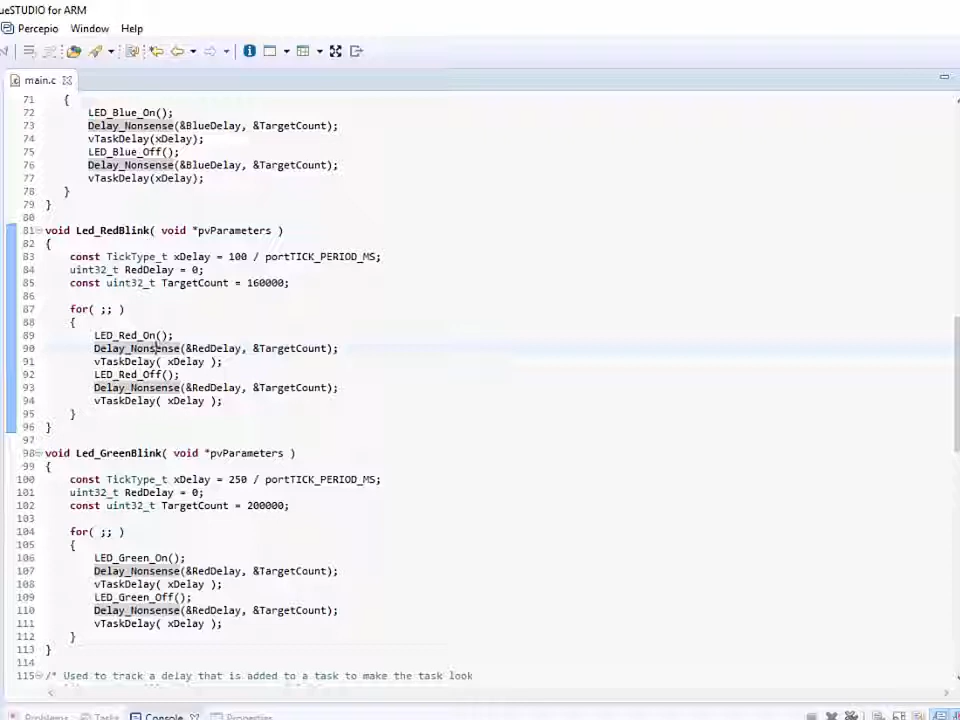 ueSTUDIO for ARM
Percepio Window Help
main.c
71 {
72 LED_Blue_On();
73 Delay_Nonsense(&BlueDelay, &TargetCount);
74 vTaskDelay(xDelay);
75 LED_Blue_Off();
76 Delay_Nonsense(&BlueDelay, &TargetCount);
77 vTaskDelay(xDelay);
78 }
79 }
80
81 void Led_RedBlink( void *pvParameters )
82 {
83 const TickType_t xDelay = 100 / portTICK_PERIOD_MS;
84 uint32_t RedDelay = 0;
85 const uint32_t TargetCount = 160000;
86
87 for( ;; )
88 {
89 LED_Red_On();
90 Delay_Nonsense(&RedDelay, &TargetCount);
91 vTaskDelay( xDelay );
92 LED_Red_Off();
93 Delay_Nonsense(&RedDelay, &TargetCount);
94 vTaskDelay( xDelay );
95 }
96 }
97
98 void Led_GreenBlink( void *pvParameters )
99 {
100 const TickType_t xDelay = 250 / portTICK_PERIOD_MS;
101 uint32_t RedDelay = 0;
102 const uint32_t TargetCount = 200000;
103
104 for( ;; )
105 {
106 LED_Green_On();
107 Delay_Nonsense(&RedDelay, &TargetCount);
108 vTaskDelay( xDelay );
109 LED_Green_Off();
110 Delay_Nonsense(&RedDelay, &TargetCount);
111 vTaskDelay( xDelay );
112 }
113 }
114
115 /* Used to track a delay that is added to a task to make the task look
Problems Tasks Console Properties